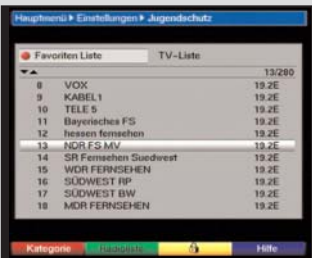 Hauptmenü ▸ Einstellungen ▸ Jugendschutz
Favoriten Liste TV-Liste
13/280
8 VOX 19.2E
9 KABEL1 19.2E
10 TELE 5 19.2E
11 Bayerisches FS 19.2E
12 hessen fernsehen 19.2E
13 NDR FS MV 19.2E
14 SR Fernsehen Suedwest 19.2E
15 WDR FERNSEHEN 19.2E
16 SÜDWEST RP 19.2E
17 SÜDWEST BW 19.2E
18 MDR FERNSEHEN 19.2E
Kategorie Hauptliste Hilfe